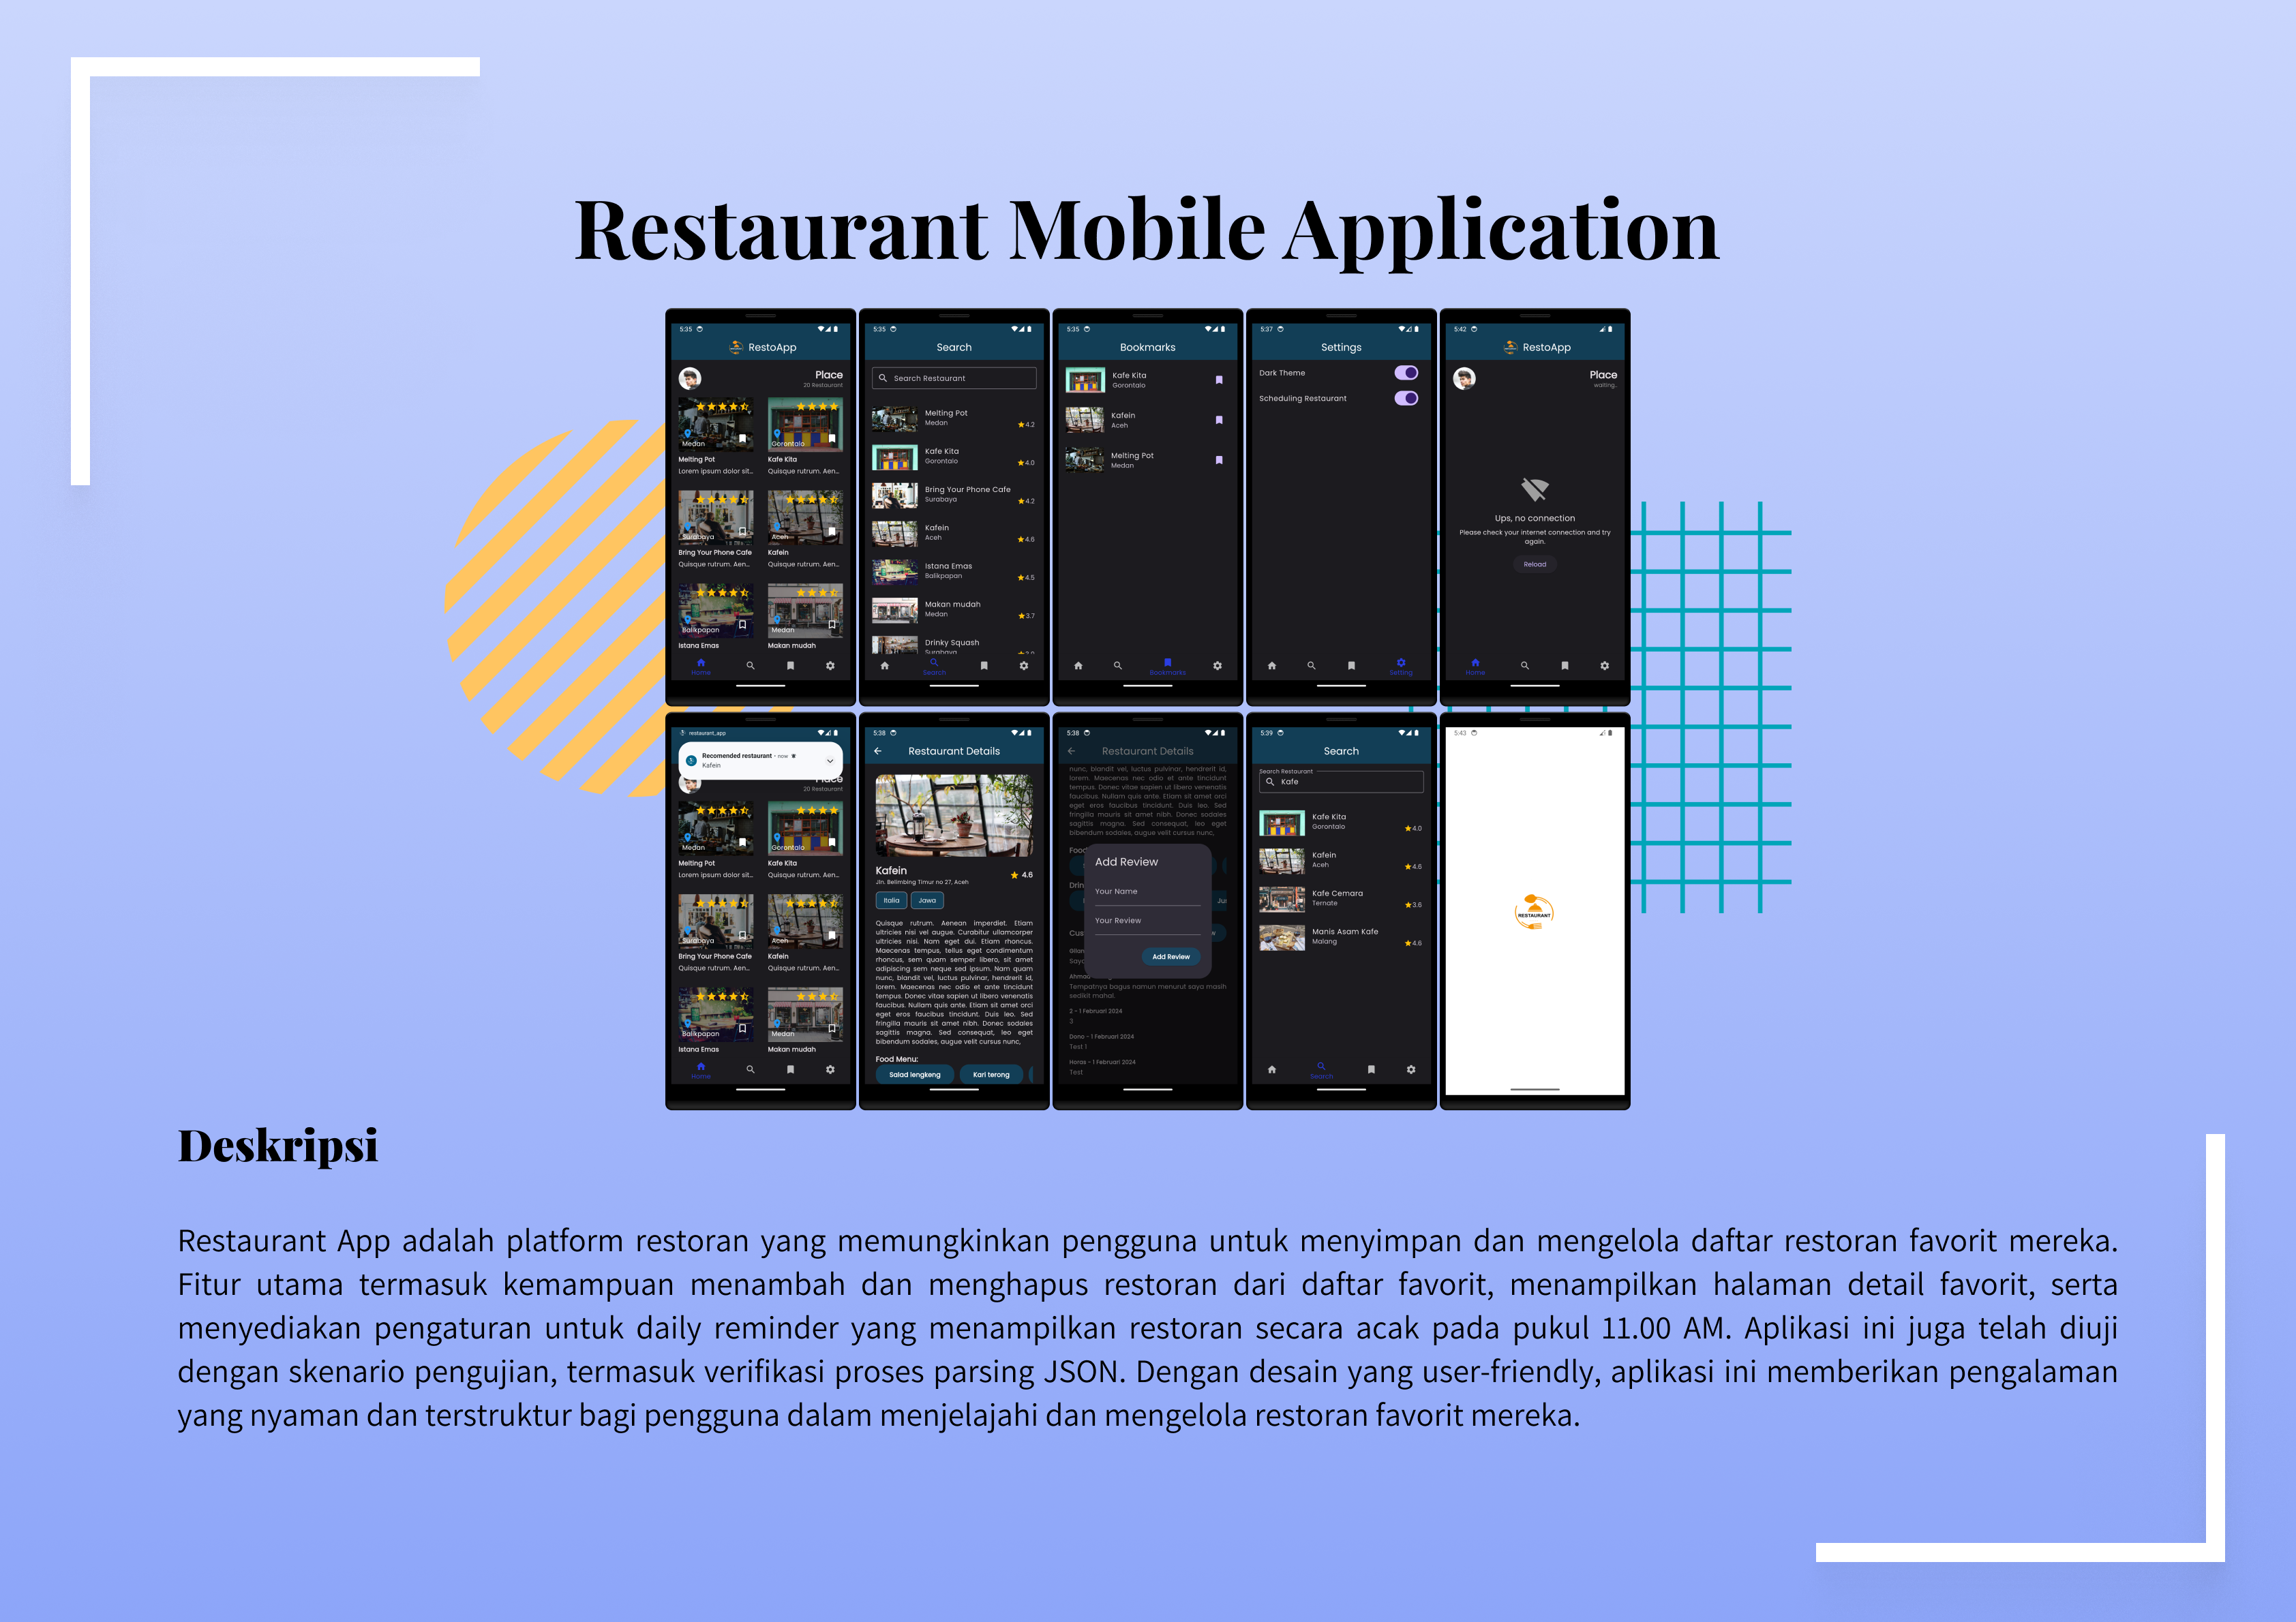 Restaurant Mobile Application
5:35
RestoApp
Place
20 Restaurant
Medan
Gorontalo
Melting Pot
Kafe Kita
Lorem ipsum dolor sit...
Quisque rutrum. Aen...
Surabaya
Aceh
Bring Your Phone Cafe
Kafein
Quisque rutrum. Aen...
Quisque rutrum. Aen...
Balikpapan
Medan
Istana Emas
Makan mudah
Home
5:35
Search
Search Restaurant
Melting Pot
Medan
4.2
Kafe Kita
Gorontalo
4.0
Bring Your Phone Cafe
Surabaya
4.2
Kafein
Aceh
4.6
Istana Emas
Balikpapan
4.5
Makan mudah
Medan
3.7
Drinky Squash
Surabaya
3.9
Search
5:35
Bookmarks
Kafe Kita
Gorontalo
Kafein
Aceh
Melting Pot
Medan
Bookmarks
5:37
Settings
Dark Theme
Scheduling Restaurant
Setting
5:42
RestoApp
Place
waiting..
Ups, no connection
Please check your internet connection and try
again.
Reload
Home
restaurant_app
Recomended restaurant • now
Kafein
Place
20 Restaurant
Medan
Gorontalo
Melting Pot
Kafe Kita
Lorem ipsum dolor sit...
Quisque rutrum. Aen...
Surabaya
Aceh
Bring Your Phone Cafe
Kafein
Quisque rutrum. Aen...
Quisque rutrum. Aen...
Balikpapan
Medan
Istana Emas
Makan mudah
Home
5:38
Restaurant Details
Kafein
4.6
Jln. Belimbing Timur no 27, Aceh
Italia
Jawa
Quisque rutrum. Aenean imperdiet. Etiam
ultricies nisi vel augue. Curabitur ullamcorper
ultricies nisi. Nam eget dui. Etiam rhoncus.
Maecenas tempus, tellus eget condimentum
rhoncus, sem quam semper libero, sit amet
adipiscing sem neque sed ipsum. Nam quam
nunc, blandit vel, luctus pulvinar, hendrerit id,
lorem. Maecenas nec odio et ante tincidunt
tempus. Donec vitae sapien ut libero venenatis
faucibus. Nullam quis ante. Etiam sit amet orci
eget eros faucibus tincidunt. Duis leo. Sed
fringilla mauris sit amet nibh. Donec sodales
sagittis magna. Sed consequat, leo eget
bibendum sodales, augue velit cursus nunc,
Food Menu:
Salad lengkeng
Kari terong
5:38
Restaurant Details
nunc, blandit vel, luctus pulvinar, hendrerit id,
lorem. Maecenas nec odio et ante tincidunt
tempus. Donec vitae sapien ut libero venenatis
faucibus. Nullam quis ante. Etiam sit amet orci
eget eros faucibus tincidunt. Duis leo. Sed
fringilla mauris sit amet nibh. Donec sodales
sagittis magna. Sed consequat, leo eget
bibendum sodales, augue velit cursus nunc,
Food
Add Review
Drin
Your Name
Jui
Your Review
Cus
Add Review
Ahmad
Tempatnya bagus namun menurut saya masih
sedikit mahal.
2 - 1 Februari 2024
3
Dono - 1 Februari 2024
Test 1
Horas - 1 Februari 2024
Test
5:39
Search
Search Restaurant
Kafe
Kafe Kita
Gorontalo
4.0
Kafein
Aceh
4.6
Kafe Cemara
Ternate
3.6
Manis Asam Kafe
Malang
4.6
Search
5:43
RESTAURANT
Deskripsi
Restaurant App adalah platform restoran yang memungkinkan pengguna untuk menyimpan dan mengelola daftar restoran favorit mereka.
Fitur utama termasuk kemampuan menambah dan menghapus restoran dari daftar favorit, menampilkan halaman detail favorit, serta
menyediakan pengaturan untuk daily reminder yang menampilkan restoran secara acak pada pukul 11.00 AM. Aplikasi ini juga telah diuji
dengan skenario pengujian, termasuk verifikasi proses parsing JSON. Dengan desain yang user-friendly, aplikasi ini memberikan pengalaman
yang nyaman dan terstruktur bagi pengguna dalam menjelajahi dan mengelola restoran favorit mereka.